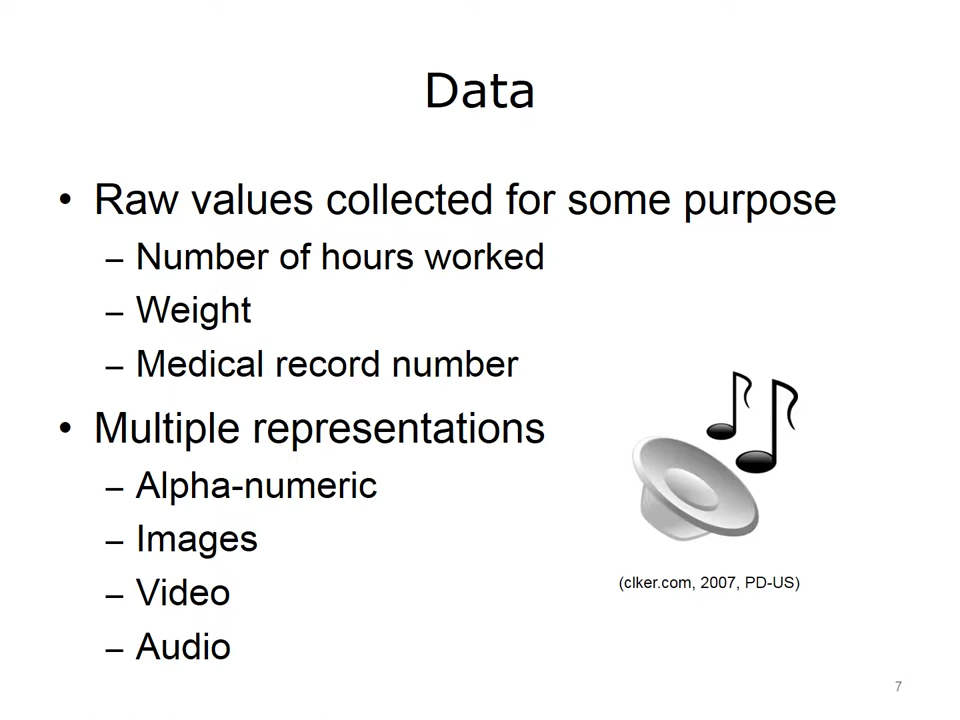 Data
• Raw values collected for some purpose
– Number of hours worked
– Weight
– Medical record number
• Multiple representations
– Alpha-numeric
– Images
– Video
– Audio
(clker.com, 2007, PD-US)
7